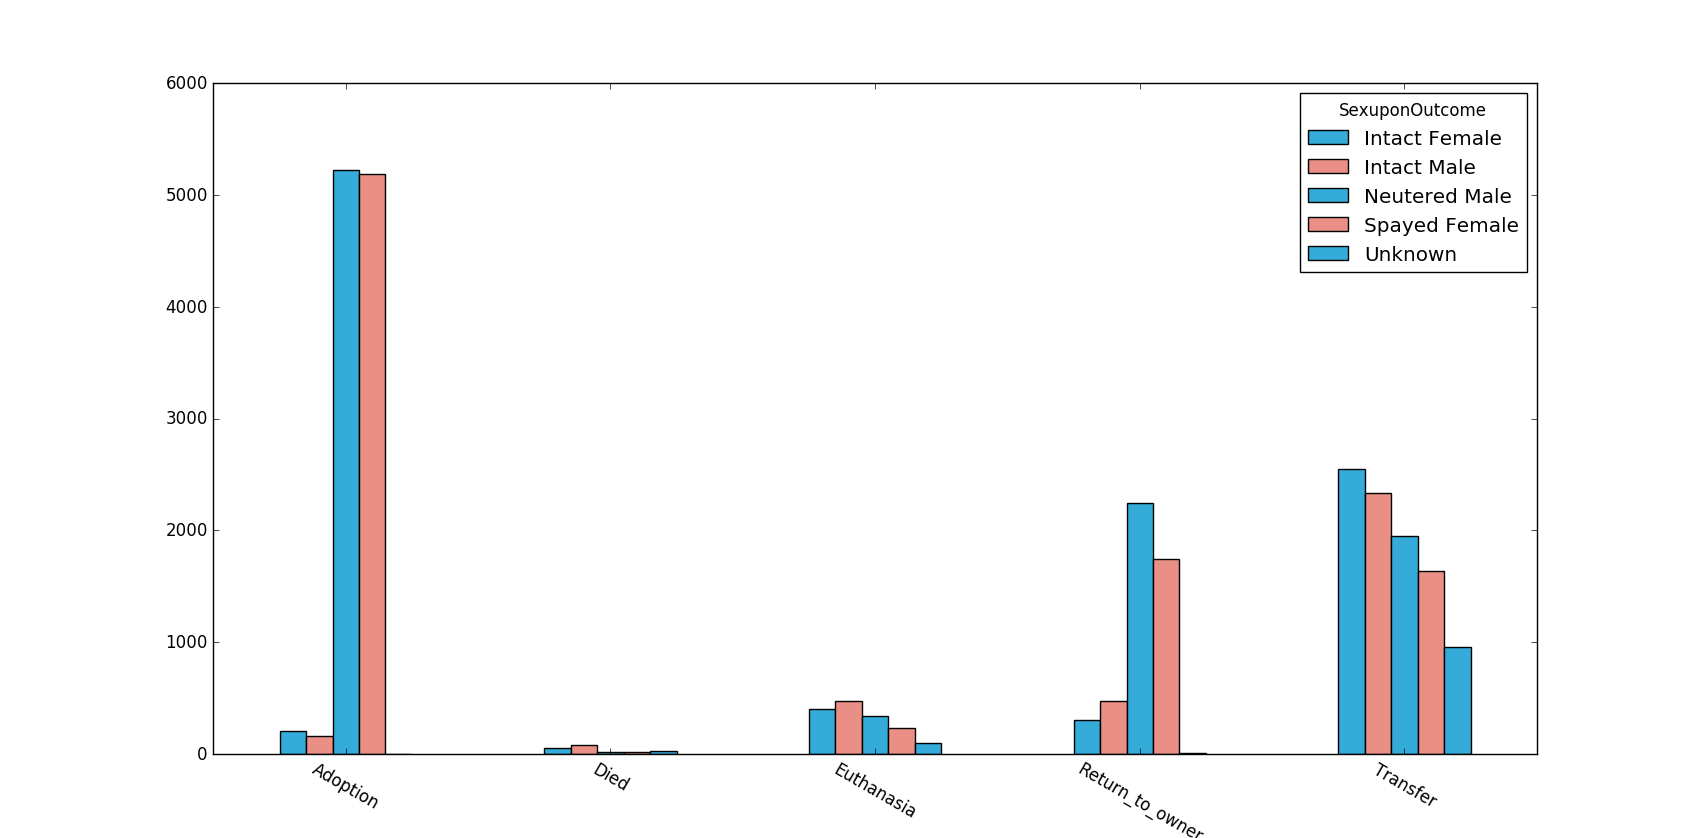 6000
5000
4000
3000
2000
1000
0
SexuponOutcome
Intact Female
Intact Male
Neutered Male
Spayed Female
Unknown
Adoption
Died
Euthanasia
Return_to_owner
Transfer